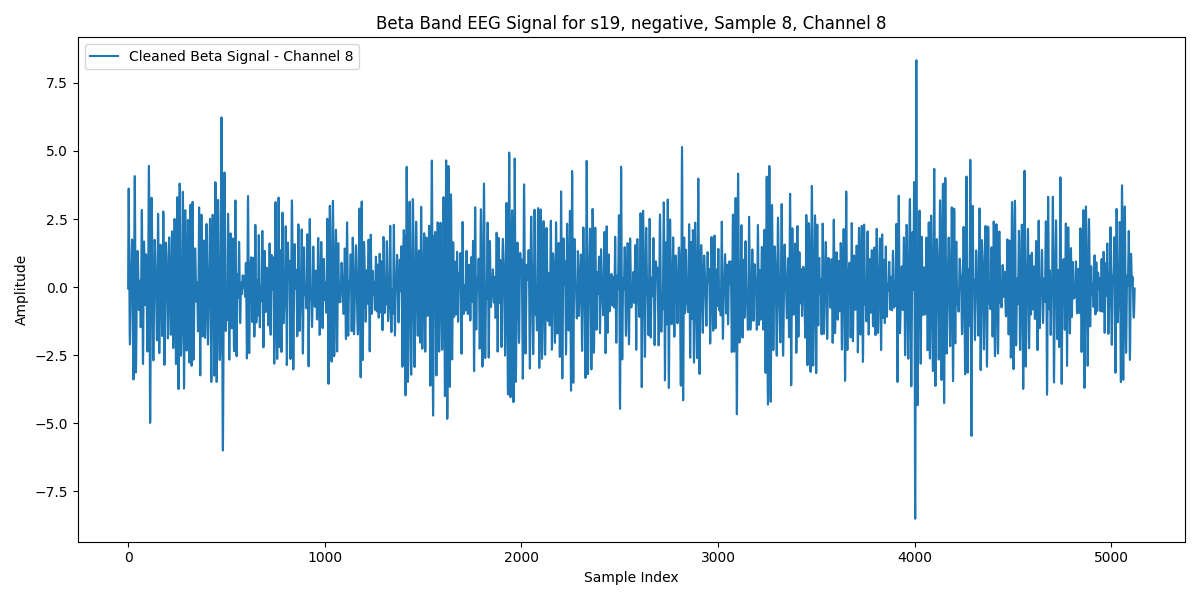 Beta Band EEG Signal for s19, negative, Sample 8, Channel 8
Cleaned Beta Signal - Channel 8
7.5
5.0
2.5
0.0
−2.5
−5.0
−7.5
Amplitude
0 1000 2000 3000 4000 5000
Sample Index